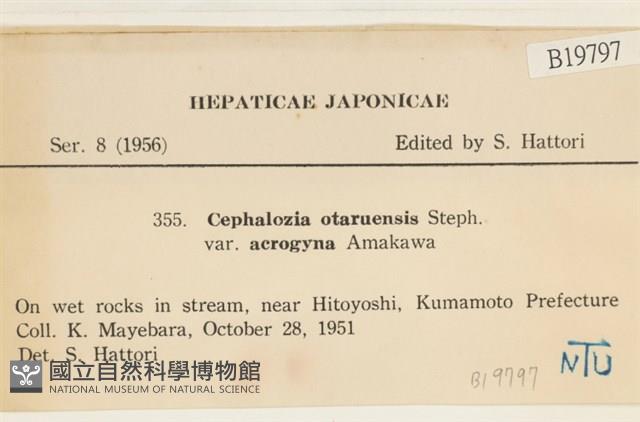 B19797
HEPATICAE JAPONICAE
Ser. 8 (1956) Edited by S. Hattori
355. Cephalozia otaruensis Steph.
var. acrogyna Amakawa
On wet rocks in stream, near Hitoyoshi, Kumamoto Prefecture
Coll. K. Mayebara, October 28, 1951
Det. S. Hattori
國立自然科學博物館
NATIONAL MUSEUM OF NATURAL SCIENCE
B19797
NTU